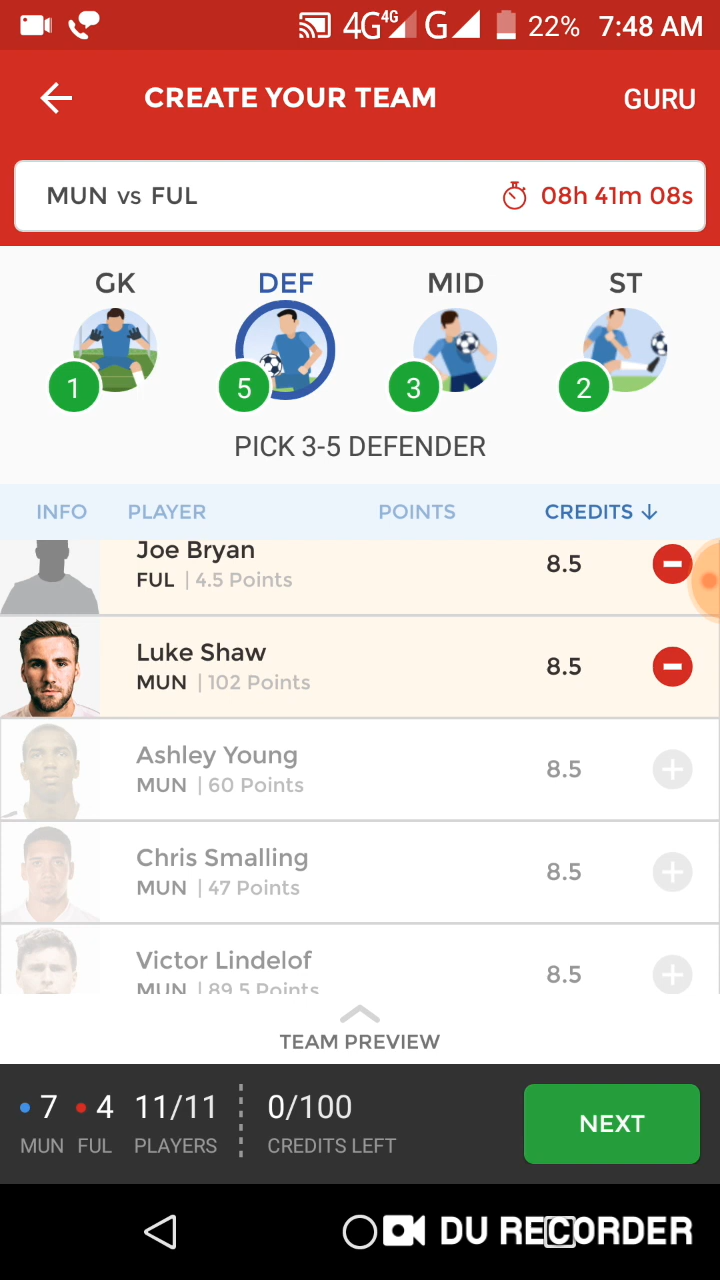 4G 4G G 22% 7:48 AM
CREATE YOUR TEAM GURU
MUN vs FUL 08h 41m 08s
GK DEF MID ST
1 5 3 2
PICK 3-5 DEFENDER
INFO PLAYER POINTS CREDITS
Joe Bryan
FUL | 4.5 Points 8.5
Luke Shaw
MUN | 102 Points 8.5
Ashley Young
MUN | 60 Points 8.5
Chris Smalling
MUN | 47 Points 8.5
Victor Lindelof
MUN | 89.5 Points 8.5
TEAM PREVIEW
7 4 11/11 0/100
MUN FUL PLAYERS CREDITS LEFT
NEXT
DU RECORDER